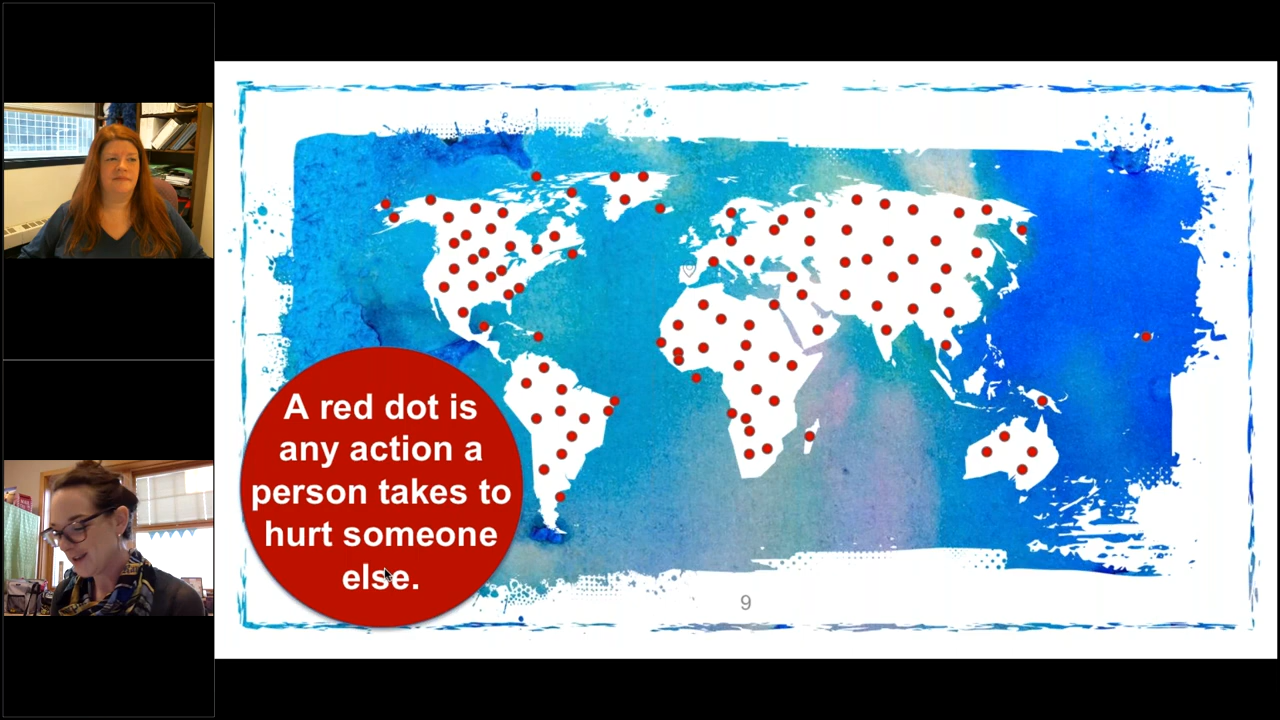 A red dot is
any action a
person takes to
hurt someone
else.
9